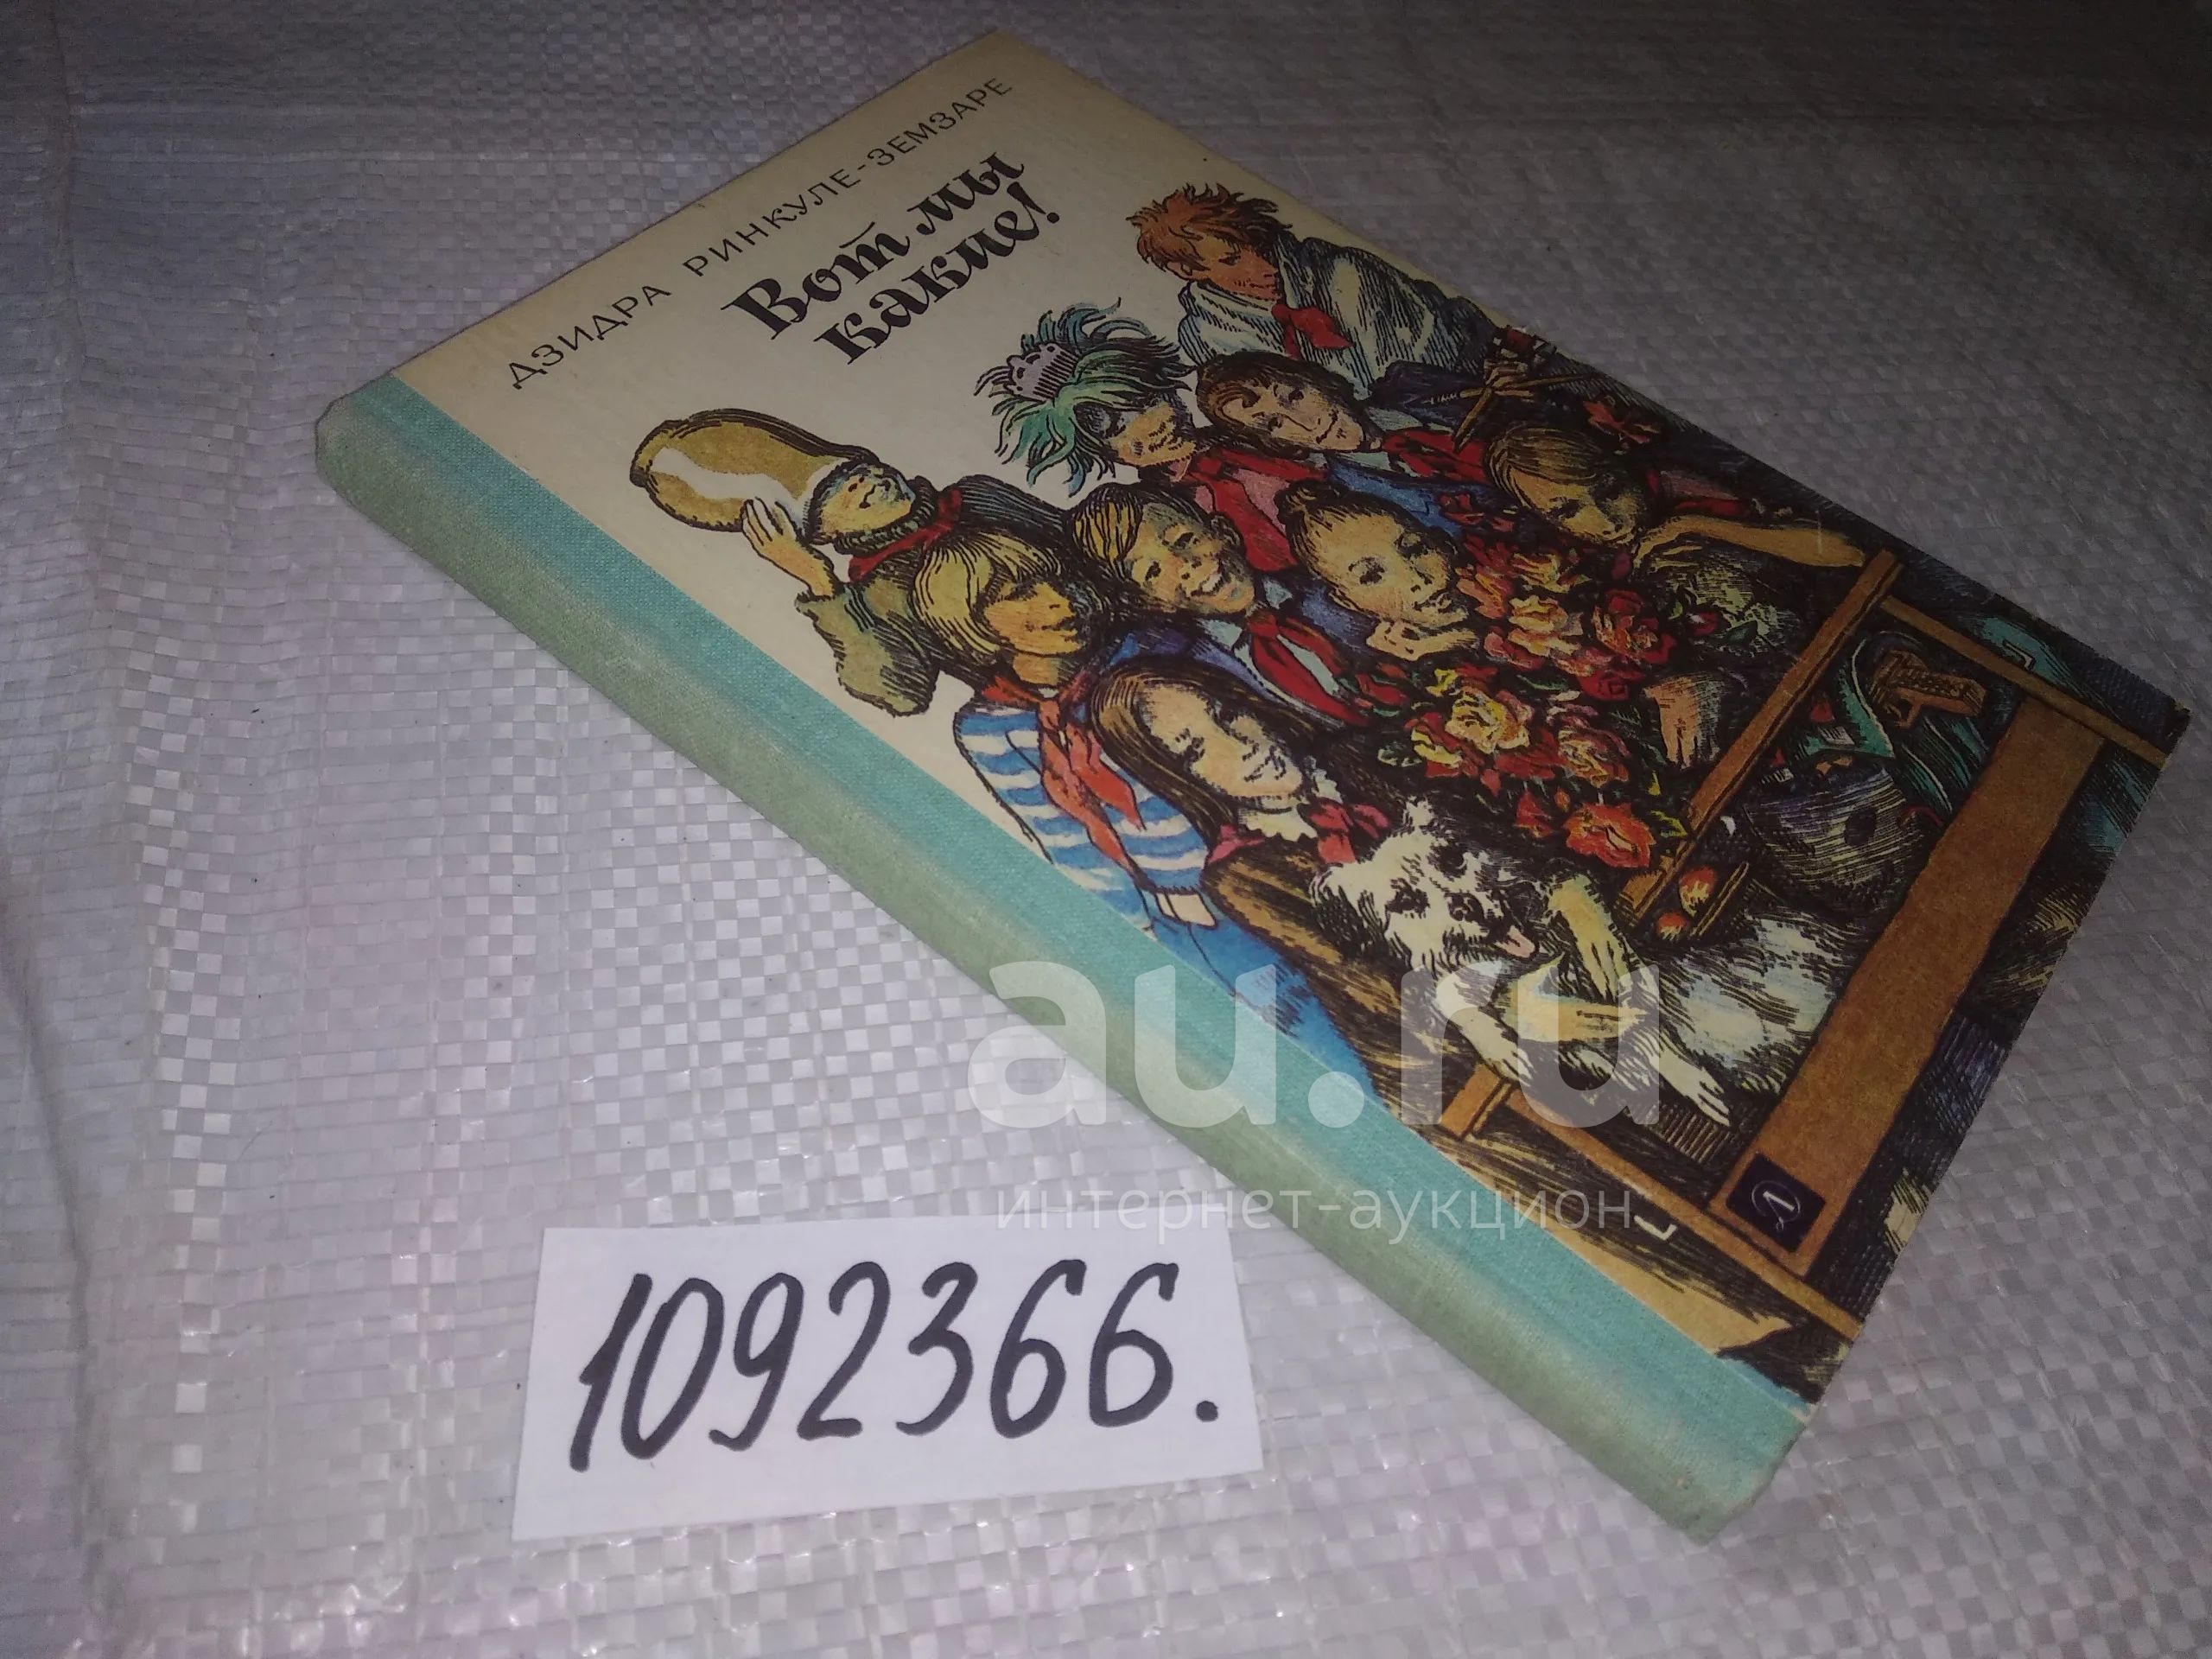 ДЗИДРА РИНКУЛЕ-ЗЕМЗАРЕ
Вот мы
какие!
au.ru
интернет-аукцион
1092366.